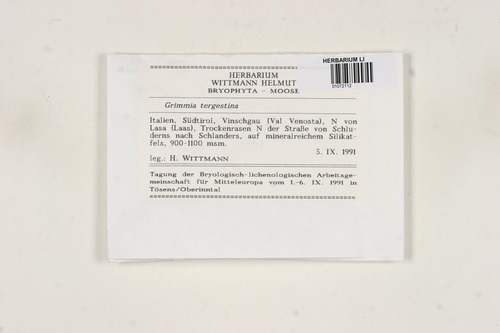 HERBARIUM LI
01072112
HERBARIUM
WITTMANN HELMUT
BRYOPHYTA - MOOSE
Grimmia tergestina
Italien, Südtirol, Vinschgau (Val Venosta), N von
Lasa (Laas), Trockenrasen N der Straße von Schlu-
derns nach Schlanders, auf mineralreichem Silikat-
fels, 900-1100 msm.
5. IX. 1991
leg.: H. WITTMANN
Tagung der Bryologisch-lichenologischen Arbeitsge-
meinschaft für Mitteleuropa vom 1.-6. IX. 1991 in
Tösens/Oberinntal